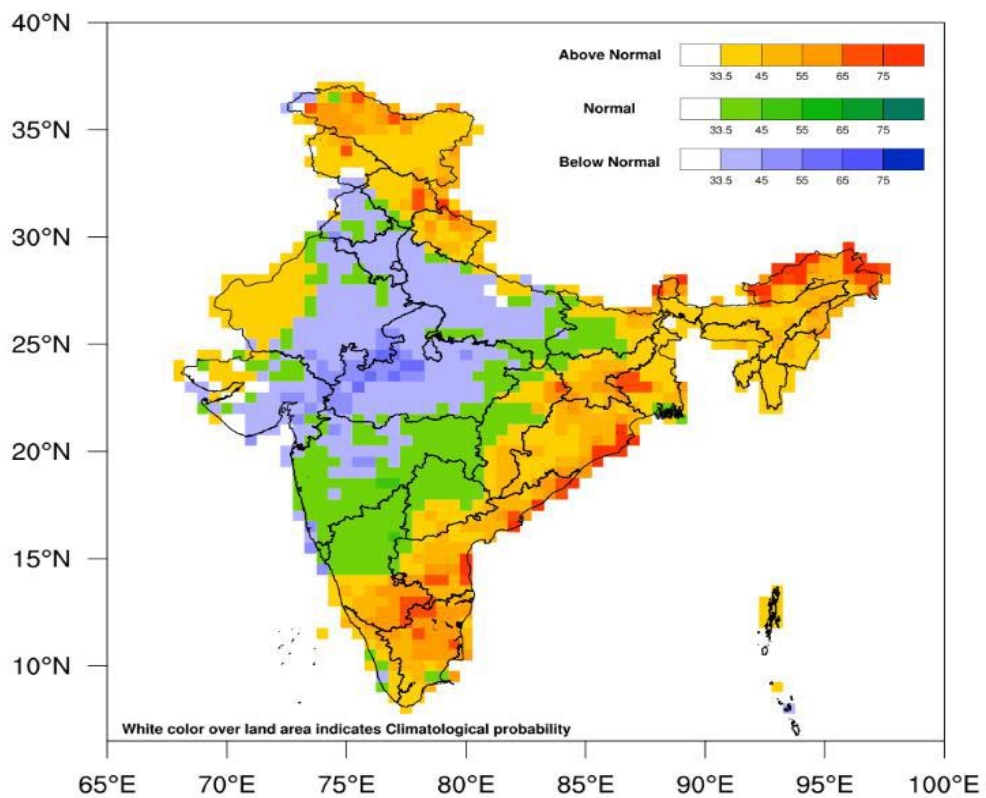 40°N
35°N
30°N
25°N
20°N
15°N
10°N
Above Normal
33.5 45 55 65 75
Normal
33.5 45 55 65 75
Below Normal
33.5 45 55 65 75
White color over land area indicates Climatological probability
65°E 70°E 75°E 80°E 85°E 90°E 95°E 100°E